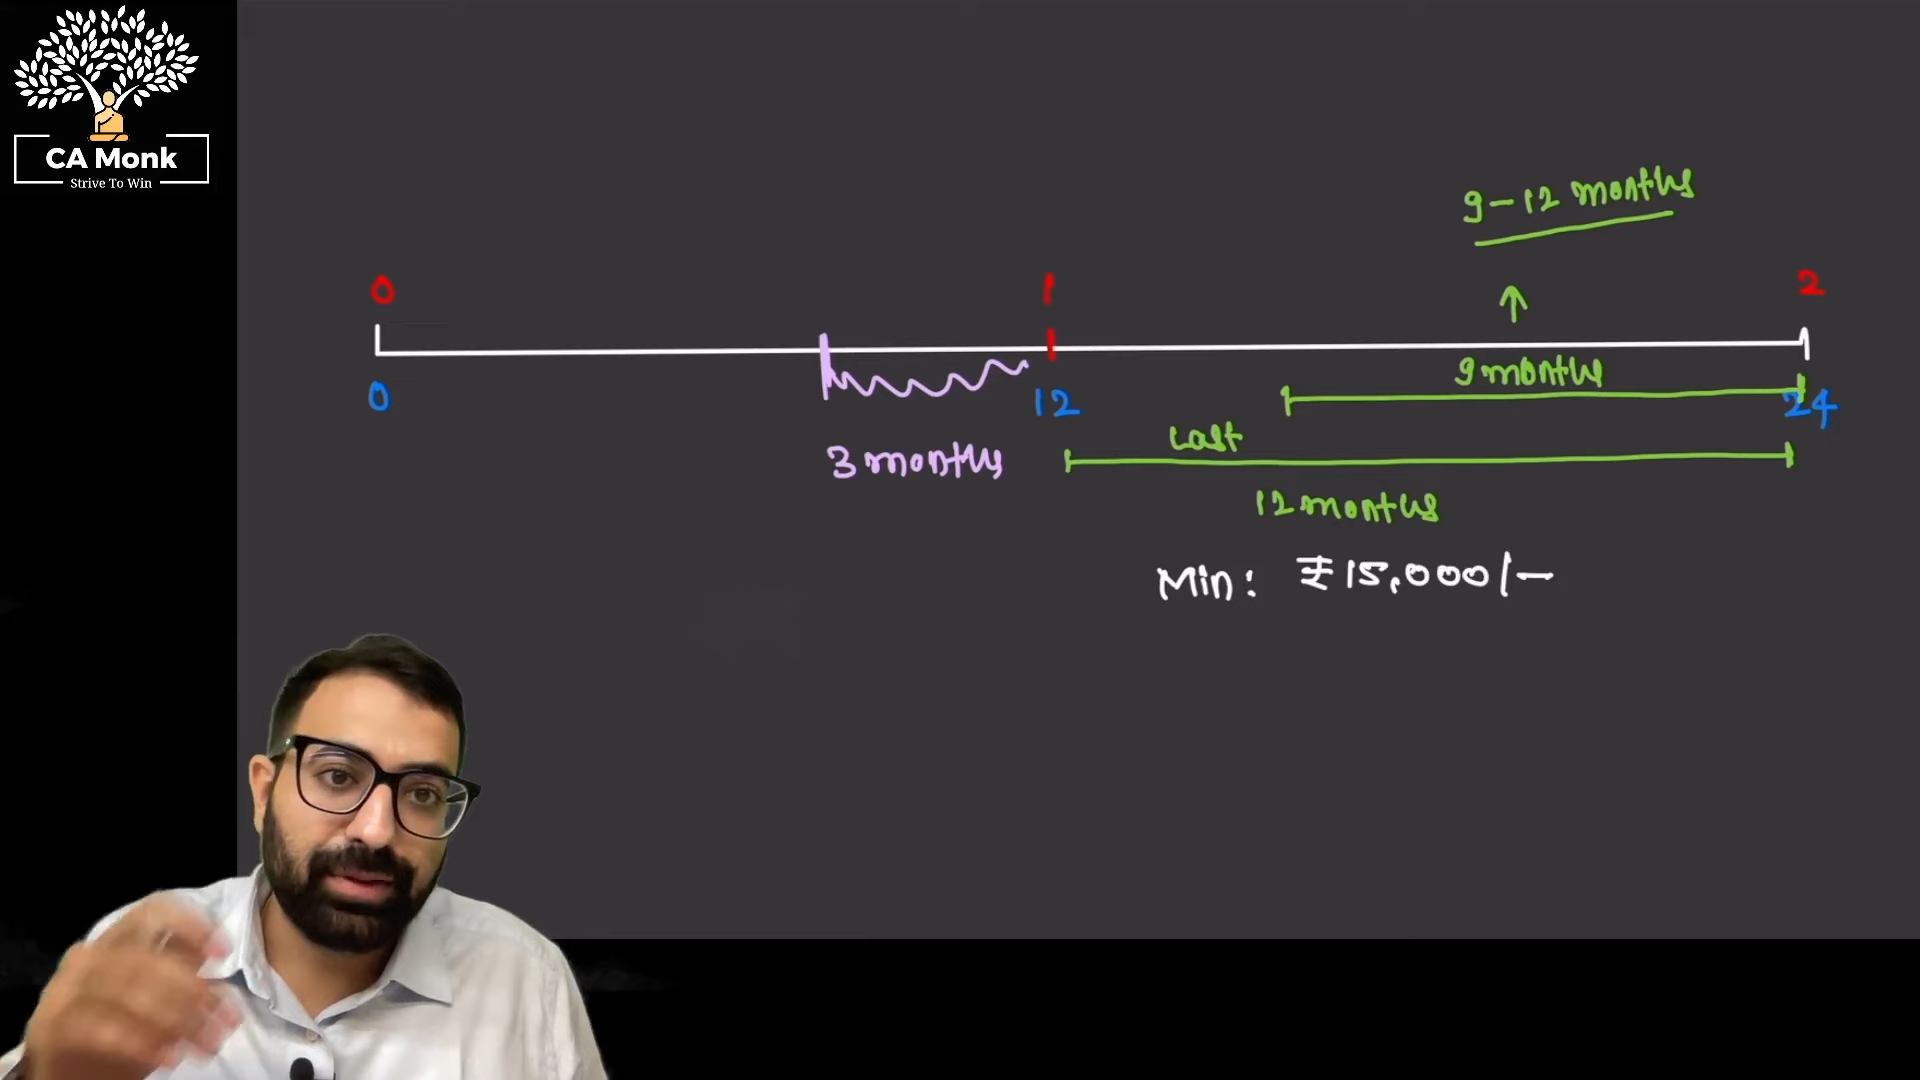 CA Monk
Strive To Win
9-12 months
0 1 2
9 months
0 12 24
Last
3 months
12 months
Min: ₹15,000/-